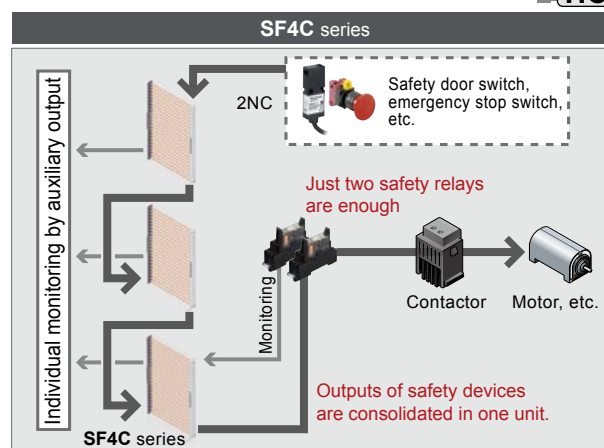 SF4C series
Safety door switch,
emergency stop switch,
etc.
2NC
Individual monitoring by auxiliary output
Just two safety relays
are enough
Monitoring
Contactor
Motor, etc.
Outputs of safety devices
are consolidated in one unit.
SF4C series